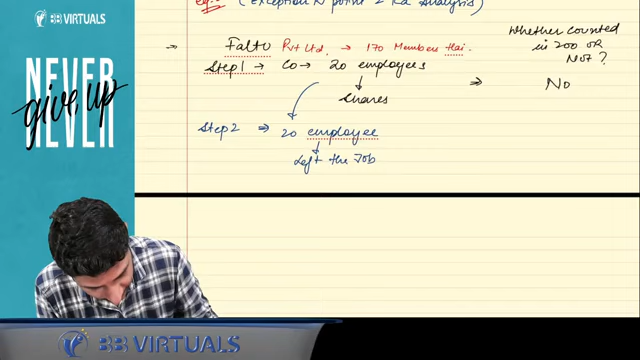 BB VIRTUALS
eg. (Exception & point 2 ka analysis)
⇒ Faltu Pvt Ltd. → 170 Members Hai.
Whether counted in 200 OR Not?
Step 1 → Co → 20 employees
Shares
⇒ No
Step 2 ⇒ 20 employee
Left the Job
NEVER
give up
NEVER
BB VIRTUALS